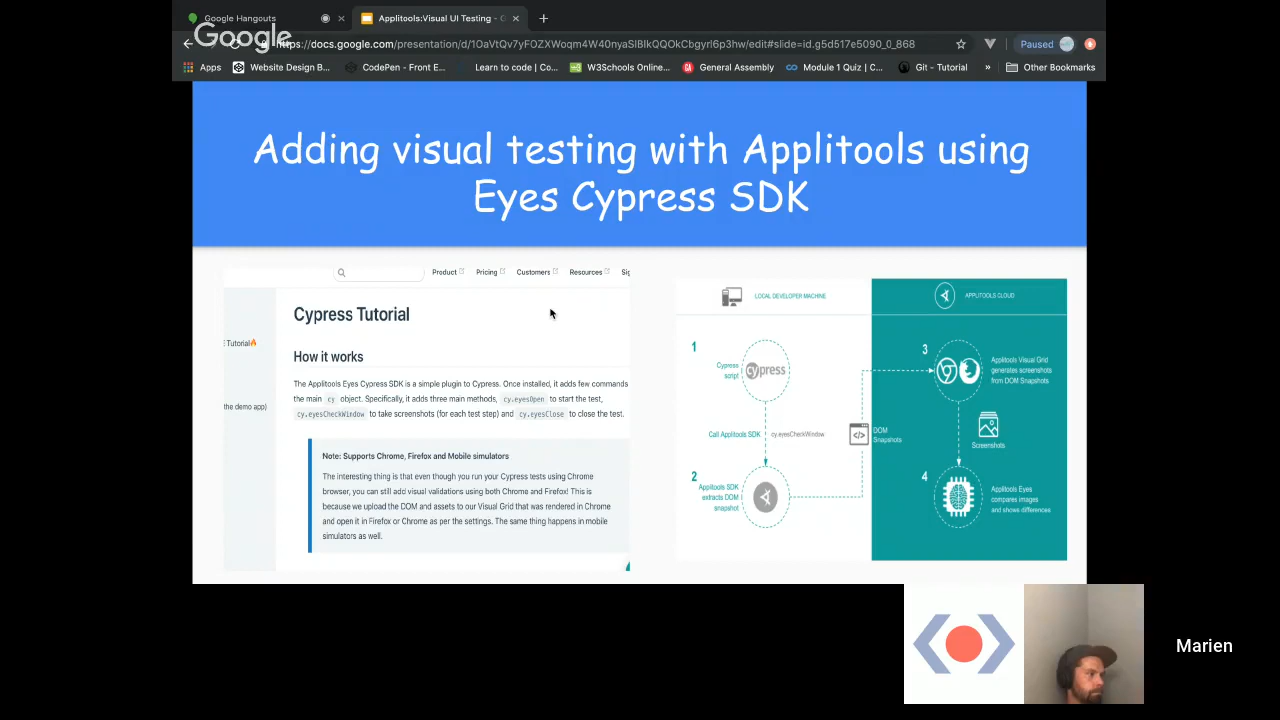 Google Hangouts
Applitools:Visual UI Testing - G
Google
https://docs.google.com/presentation/d/1OaVtQv7yFOZXWoqm4W40nyaSIBIkQQOkCbgyrl6p3hw/edit#slide=id.g5d517e5090_0_868
Paused
Apps
Website Design B...
CodePen - Front E...
Learn to code | Co...
W3Schools Online...
General Assembly
Module 1 Quiz | C...
Git - Tutorial
»
Other Bookmarks
Adding visual testing with Applitools using
Eyes Cypress SDK
Product
Pricing
Customers
Resources
Sig
Tutorial
the demo app)
Cypress Tutorial
How it works
The Applitools Eyes Cypress SDK is a simple plugin to Cypress. Once installed, it adds few commands
the main cy object. Specifically, it adds three main methods, cy.eyesOpen to start the test,
cy.eyesCheckWindow to take screenshots (for each test step) and cy.eyesClose to close the test.
Note: Supports Chrome, Firefox and Mobile simulators
The interesting thing is that even though you run your Cypress tests using Chrome
browser, you can still add visual validations using both Chrome and Firefox! This is
because we upload the DOM and assets to our Visual Grid that was rendered in Chrome
and open it in Firefox or Chrome as per the settings. The same thing happens in mobile
simulators as well.
LOCAL DEVELOPER MACHINE
APPLITOOLS CLOUD
1
Cypress
script
cypress
Call Applitools SDK
cy.eyesCheckWindow
2
Applitools SDK
extracts DOM
snapshot
</>
DOM
Snapshots
3
Applitools Visual Grid
generates screenshots
from DOM Snapshots
Screenshots
4
Applitools Eyes
compares images
and shows differences
Marien